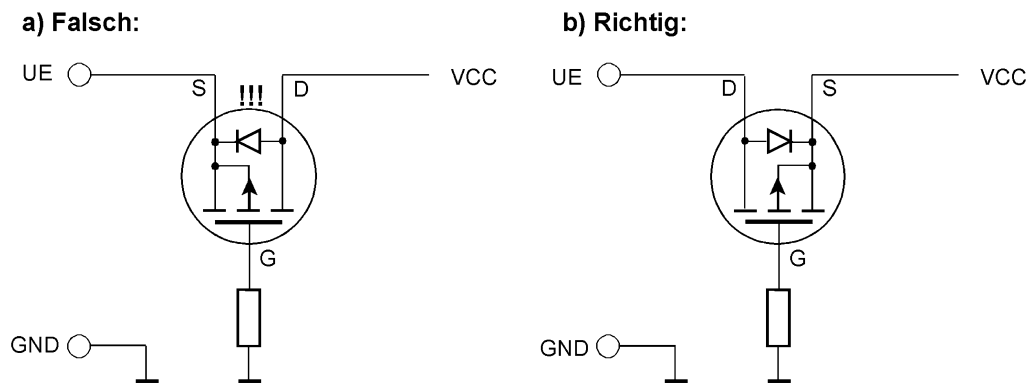 a) Falsch:
UE
S
!!!
D
VCC
G
GND
b) Richtig:
UE
D
S
VCC
G
GND